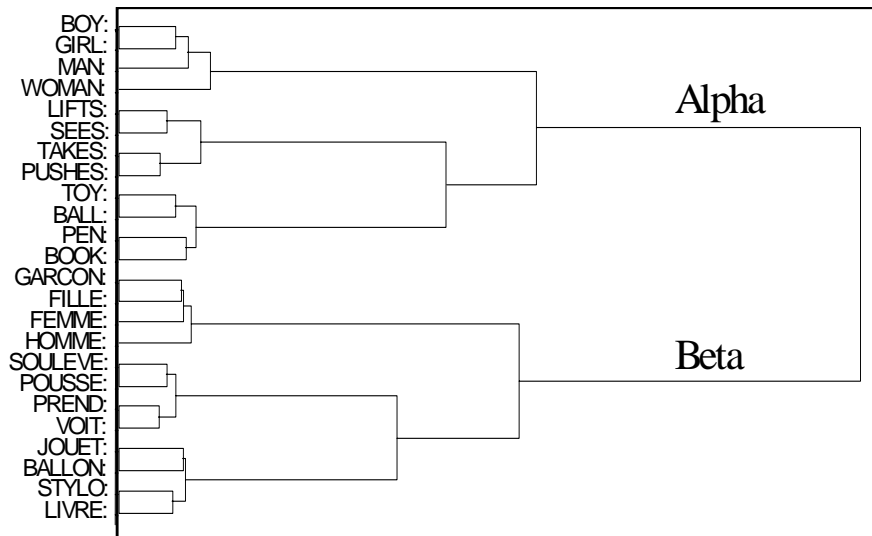 BOY:
GIRL:
MAN:
WOMAN:
LIFTS:
SEES:
TAKES:
PUSHES:
TOY:
BALL:
PEN:
BOOK:
GARCON:
FILLE:
FEMME:
HOMME:
SOULEVE:
POUSSE:
PREND:
VOIT:
JOUET:
BALLON:
STYLO:
LIVRE:
Alpha
Beta